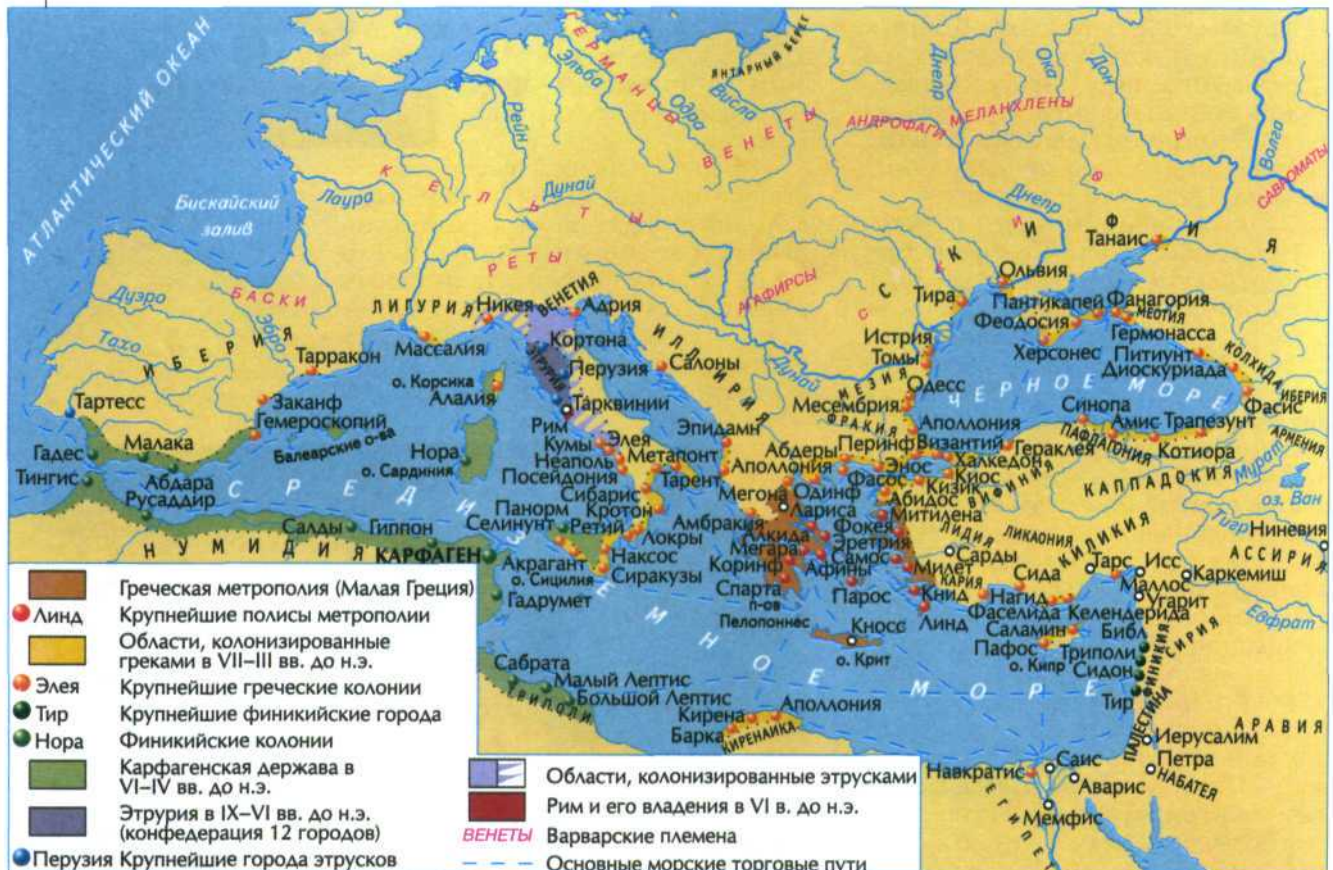 АТЛАНТИЧЕСКИЙ ОКЕАН
Бискайский
залив
ГЕРМАНЦЫ
Эльба
Одра
Висла
ЯНТАРНЫЙ БЕРЕГ
Днепр
Ока
Дон
Волга
Рейн
ВЕНЕТЫ
АНДРОФАГИ
МЕЛАНХЛЕНЫ
САВРОМАТЫ
КЕЛЬТЫ
Лаура
Дунай
Днепр
СКИФЫ
СКИФИЯ
Танаис
РЕТЫ
АГАФИРСЫ
Ольвия
Тира
Дуэро
БАСКИ
Эбро
Тахо
ИБЕРИЯ
ЛИГУРИЯ
Никея
ВЕНЕТИЯ
Адрия
ИЛЛИРИЯ
Дунай
Истрия
Томы
Пантикапей
Фанагория
Феодосия
МЕОТИЯ
Гермонасса
Херсонес
Питиунт
Диоскуриада
КОЛХИДА
Фасис
ИБЕРИЯ
АРМЕНИЯ
Массалия
Тарракон
Кортона
ЭТРУРИЯ
Перузия
Салоны
МЕЗИЯ
Одесс
ЧЕРНОЕ МОРЕ
Месембрия
ФРАКИЯ
Аполлония
Синопа
Амис
Трапезунт
ПАФЛАГОНИЯ
Котиора
о. Корсика
Алалия
Тарквинии
Рим
Тартесс
Заканф
Гемероскопий
Балеарские о-ва
Гадес
Малака
Тингис
Абдара
Русаддир
Нора
о. Сардиния
Кумы
Элея
Неаполь
Посейдония
Метапонт
Сибарис
Тарент
Эпидамн
Аполлония
Абдеры
Перинф
Византий
Гераклея
Энос
Халкедон
Фасос
Киос
Кизик
ВИФИНИЯ
КАППАДОКИЯ
Мурат
оз. Ван
СРЕДИЗЕМНОЕ МОРЕ
Панорм
Кротон
Селинунт
Ретий
Локры
Мегона
Одинф
Абидос
Лариса
Митилена
Амбракия
Алкида
Фокея
ЛИДИЯ
ЛИКАОНИЯ
КИЛИКИЯ
Тигр
Ниневия
АССИРИЯ
Салды
Гиппон
НУМИДИЯ
КАРФАГЕН
Акрагант
о. Сицилия
Наксос
Сиракузы
Мегара
Эретрия
Коринф
Самос
Афины
Милет
Сарды
Тарс
Исс
Каркемиш
КАРИЯ
Сида
Маллос
Угарит
Евфрат
Гадрумет
Спарта
п-ов
Пелопоннес
Парос
Книд
Нагид
Фаселида
Келендерида
Линд
Саламин
Библ
СИРИЯ
Кносс
о. Крит
Пафос
о. Кипр
Триполи
ФИНИКИЯ
Сидон
Тир
Сабрата
Малый Лептис
Большой Лептис
ТРИПОЛИ
Кирена
Аполлония
Барка
КИРЕНАИКА
ПАЛЕСТИНА
АРАВИЯ
Иерусалим
Навкратис
Саис
Петра
Аварис
НАБАТЕЯ
Мемфис
ЕГИПЕТ
Греческая метрополия (Малая Греция)
Линд Крупнейшие полисы метрополии
Области, колонизированные
греками в VII–III вв. до н.э.
Элея Крупнейшие греческие колонии
Тир Крупнейшие финикийские города
Нора Финикийские колонии
Карфагенская держава в
VI–IV вв. до н.э.
Этрурия в IX–VI вв. до н.э.
(конфедерация 12 городов)
Перузия Крупнейшие города этрусков
Области, колонизированные этрусками
Рим и его владения в VI в. до н.э.
ВЕНЕТЫ Варварские племена
Основные морские торговые пути